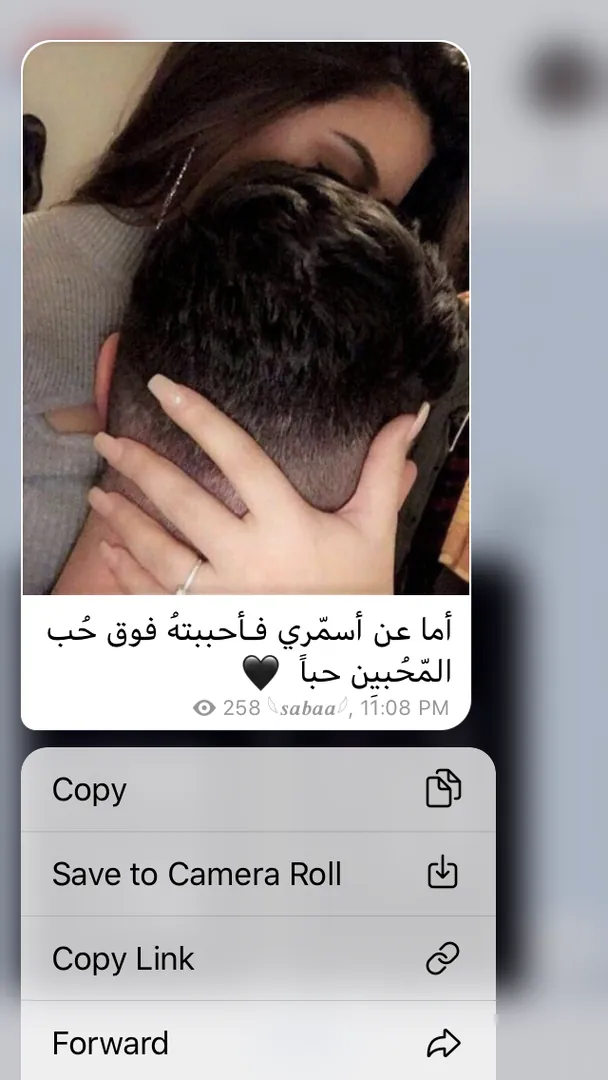 أما عن أسمّري فـأحببتهُ فوق حُب
المّحُبيِن حباً 🖤
258 sabaa, 11:08 PM
Copy
Save to Camera Roll
Copy Link
Forward